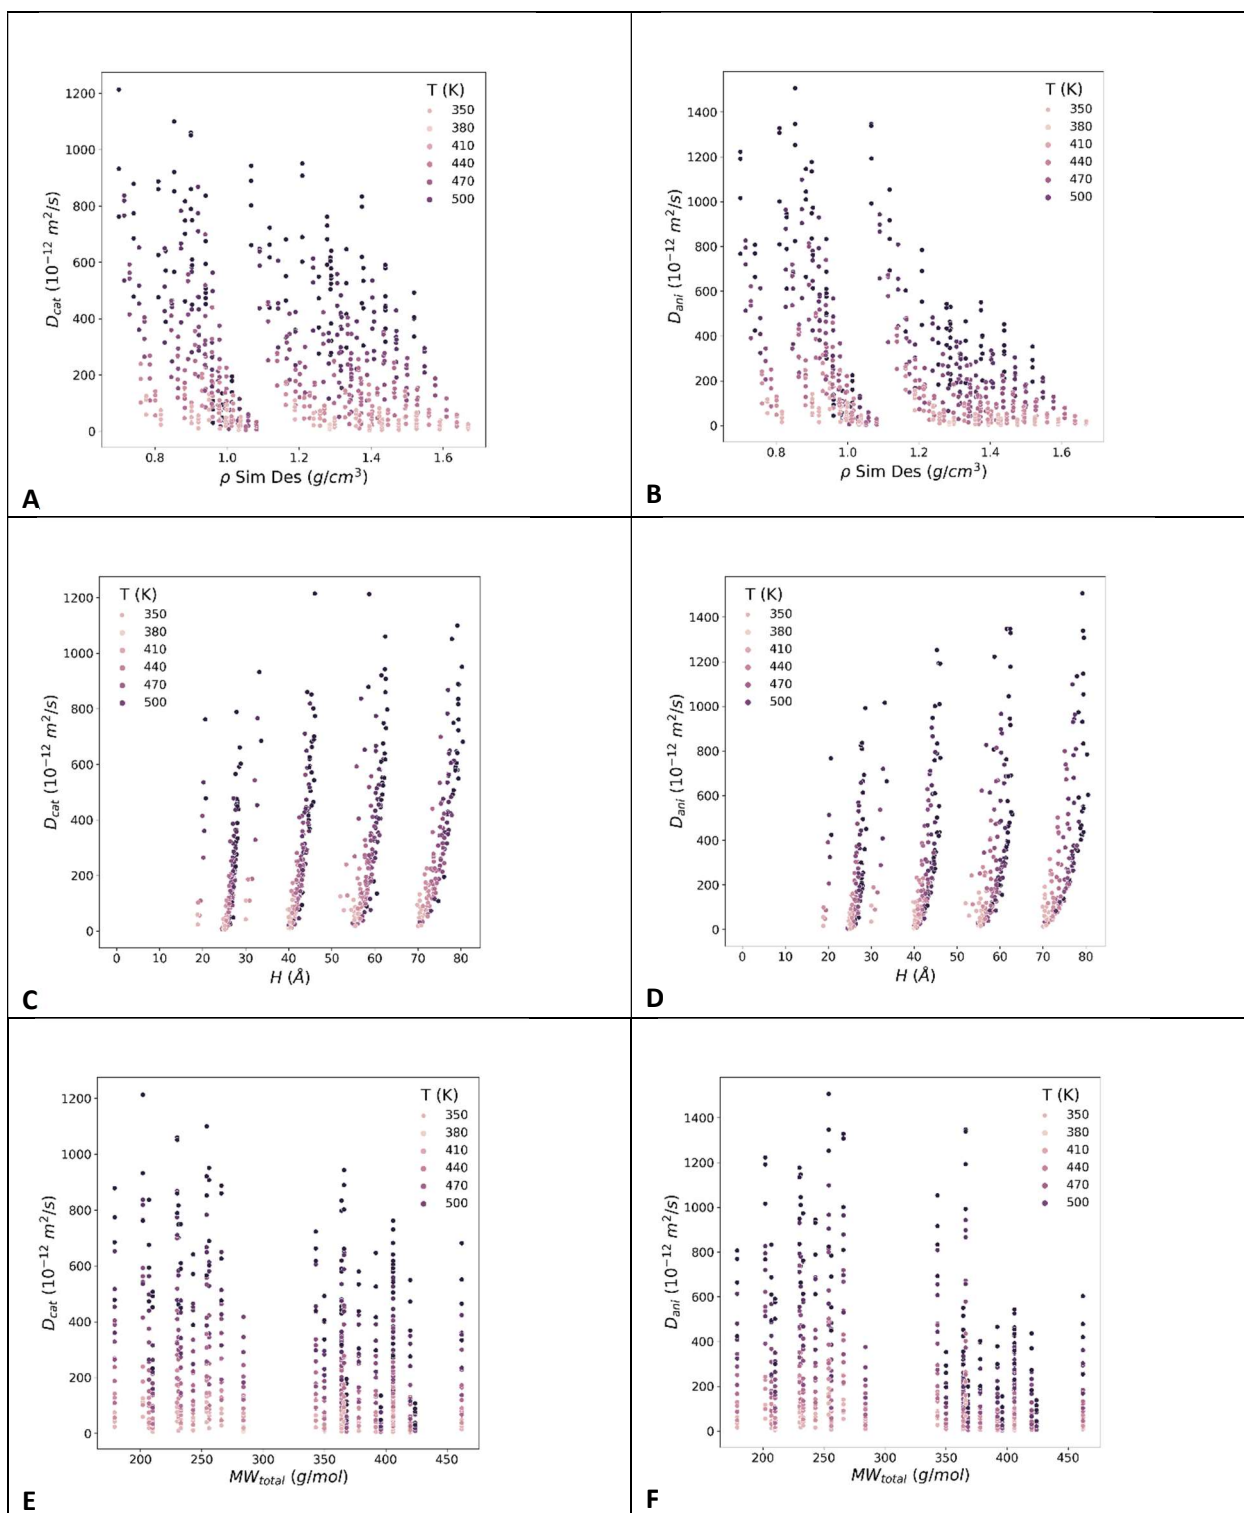 1200
1000
800
600
400
200
0
D_cat (10^−12 m^2/s)
T (K)
350
380
410
440
470
500
0.8 1.0 1.2 1.4 1.6
ρ Sim Des (g/cm^3)
A
1400
1200
1000
800
600
400
200
0
D_ani (10^−12 m^2/s)
T (K)
350
380
410
440
470
500
0.8 1.0 1.2 1.4 1.6
ρ Sim Des (g/cm^3)
B
1200
1000
800
600
400
200
0
D_cat (10^−12 m^2/s)
T (K)
350
380
410
440
470
500
0 10 20 30 40 50 60 70 80
H (Å)
C
1400
1200
1000
800
600
400
200
0
D_ani (10^−12 m^2/s)
T (K)
350
380
410
440
470
500
0 10 20 30 40 50 60 70 80
H (Å)
D
1200
1000
800
600
400
200
0
D_cat (10^−12 m^2/s)
T (K)
350
380
410
440
470
500
200 250 300 350 400 450
MW_total (g/mol)
E
1400
1200
1000
800
600
400
200
0
D_ani (10^−12 m^2/s)
T (K)
350
380
410
440
470
500
200 250 300 350 400 450
MW_total (g/mol)
F